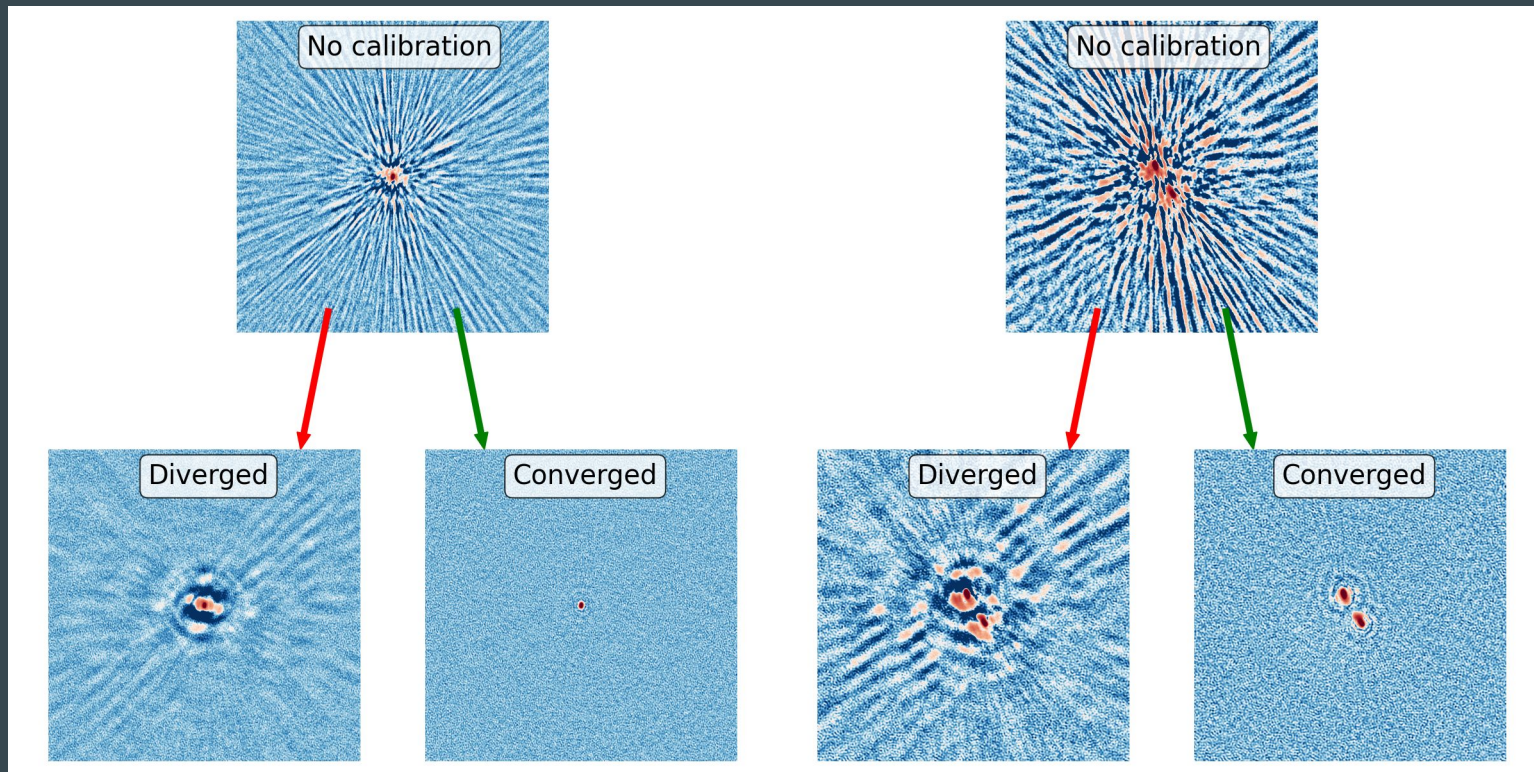 No calibration
No calibration
Diverged
Converged
Diverged
Converged